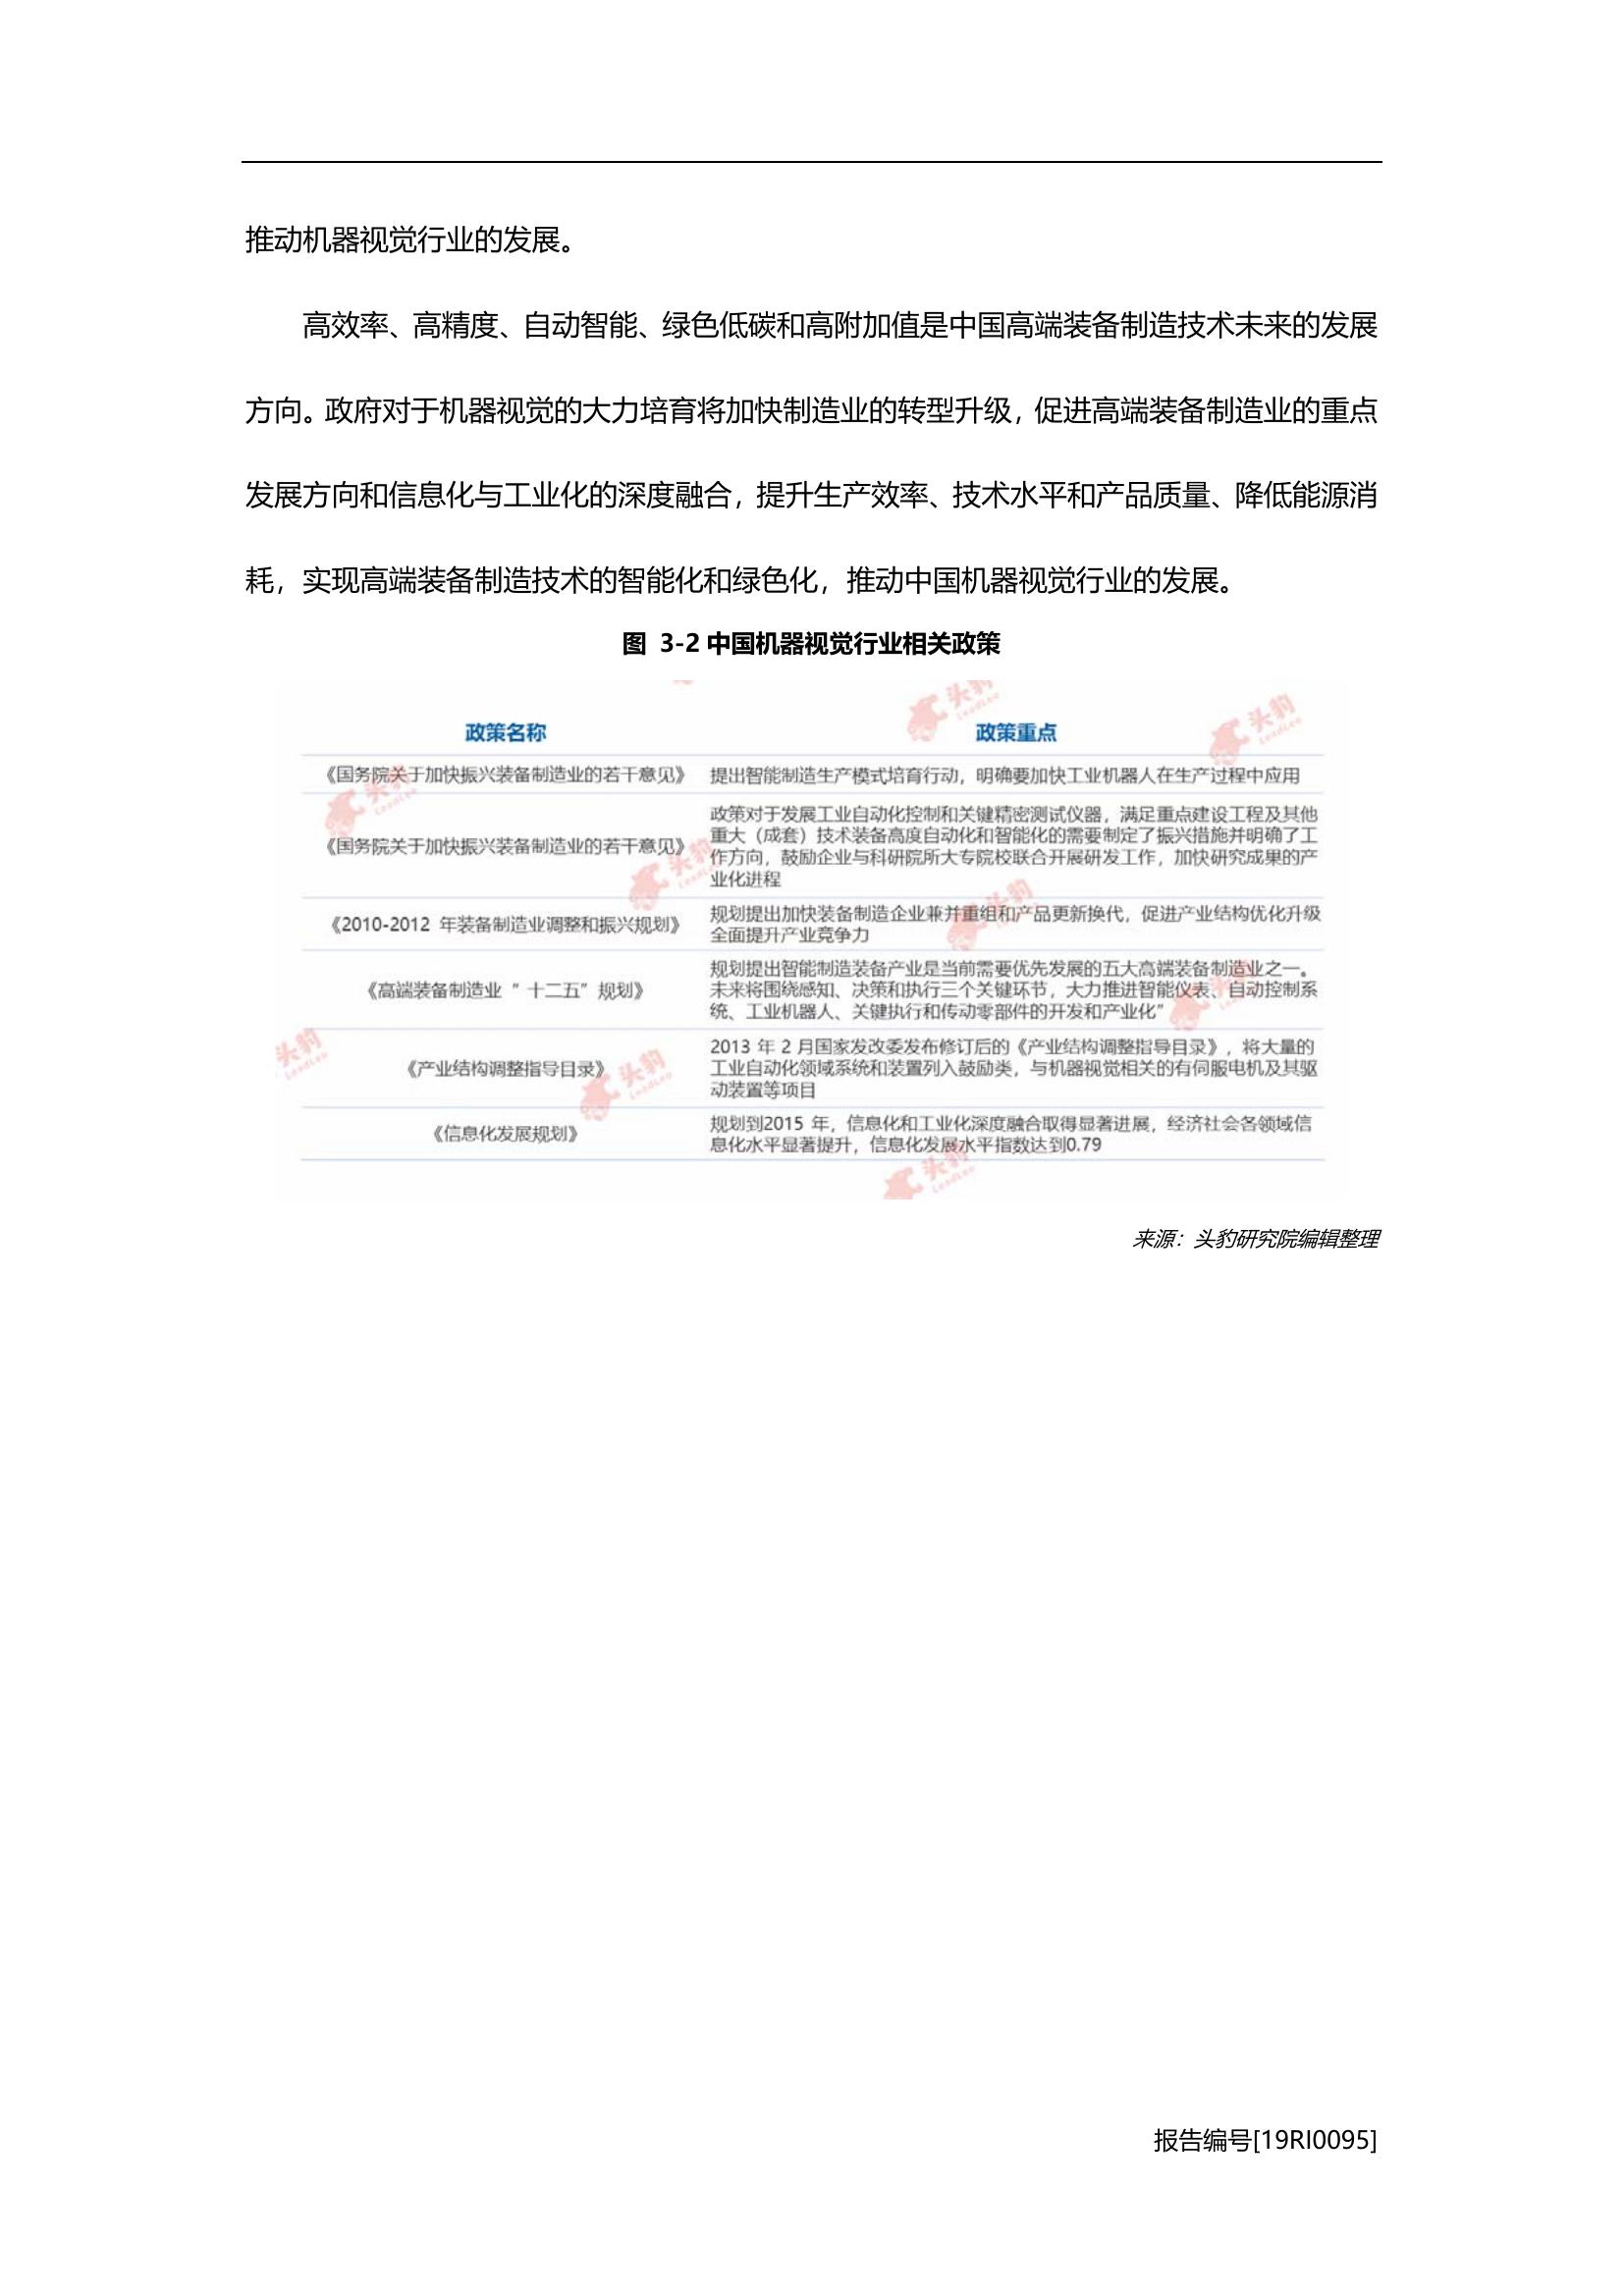 推动机器视觉行业的发展。
高效率、高精度、自动智能、绿色低碳和高附加值是中国高端装备制造技术未来的发展
方向。政府对于机器视觉的大力培育将加快制造业的转型升级，促进高端装备制造业的重点
发展方向和信息化与工业化的深度融合，提升生产效率、技术水平和产品质量、降低能源消
耗，实现高端装备制造技术的智能化和绿色化，推动中国机器视觉行业的发展。
图 3-2 中国机器视觉行业相关政策
政策名称 政策重点
《国务院关于加快振兴装备制造业的若干意见》 提出智能制造生产模式培育行动，明确要加快工业机器人在生产过程中应用
《国务院关于加快振兴装备制造业的若干意见》
政策对于发展工业自动化控制和关键精密测试仪器，满足重点建设工程及其他
重大（成套）技术装备高度自动化和智能化的需要制定了振兴措施并明确了工
作方向，鼓励企业与科研院所大专院校联合开展研发工作，加快研究成果的产
业化进程
《2010-2012 年装备制造业调整和振兴规划》
规划提出加快装备制造企业兼并重组和产品更新换代，促进产业结构优化升级
全面提升产业竞争力
《高端装备制造业 “ 十二五” 规划》
规划提出智能制造装备产业是当前需要优先发展的五大高端装备制造业之一。
未来将围绕感知、决策和执行三个关键环节，大力推进智能仪表、自动控制系
统、工业机器人、关键执行和传动零部件的开发和产业化”
《产业结构调整指导目录》
2013 年 2 月国家发改委发布修订后的《产业结构调整指导目录》，将大量的
工业自动化领域系统和装置列入鼓励类，与机器视觉相关的有伺服电机及其驱
动装置等项目
《信息化发展规划》
规划到2015 年，信息化和工业化深度融合取得显著进展，经济社会各领域信
息化水平显著提升，信息化发展水平指数达到0.79
头豹
LeadLeo
来源：头豹研究院编辑整理
报告编号[19RI0095]